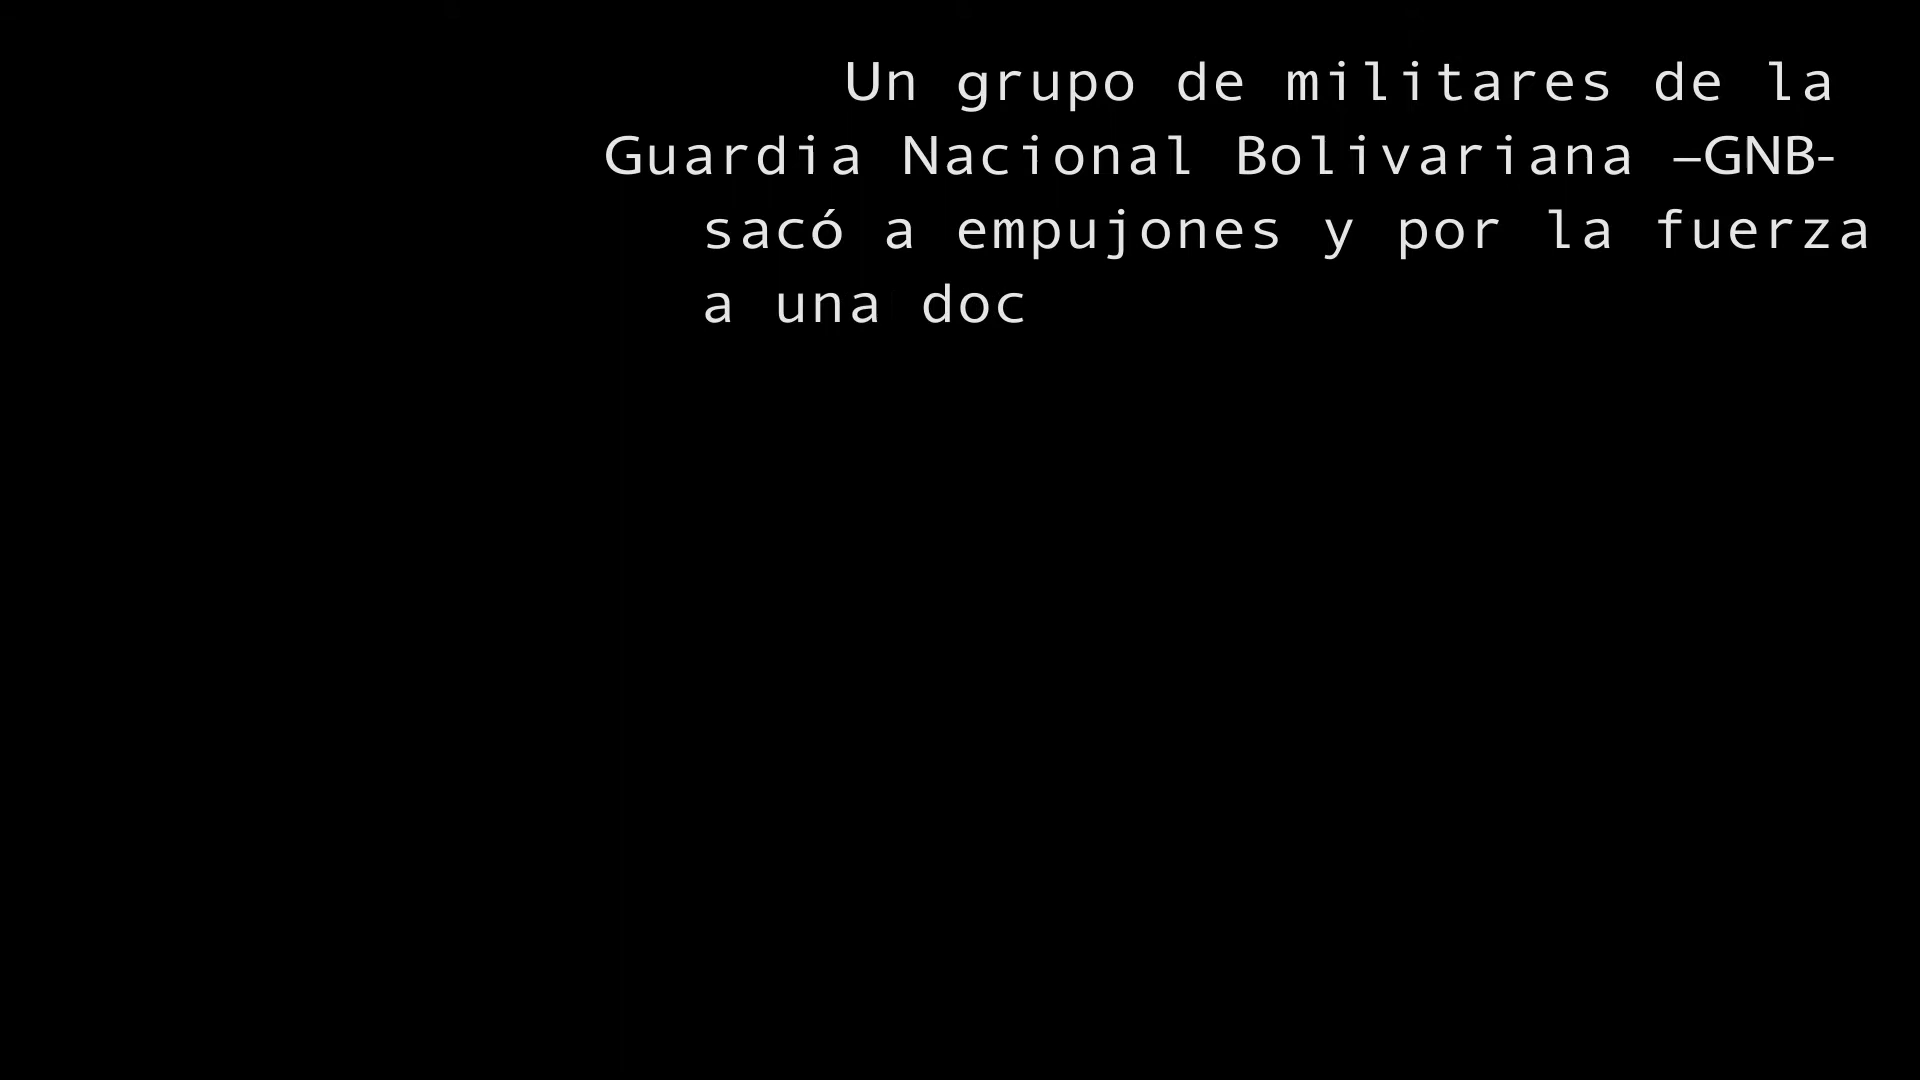 Un grupo de militares de la
Guardia Nacional Bolivariana —GNB-
sacó a empujones y por la fuerza
a una doc